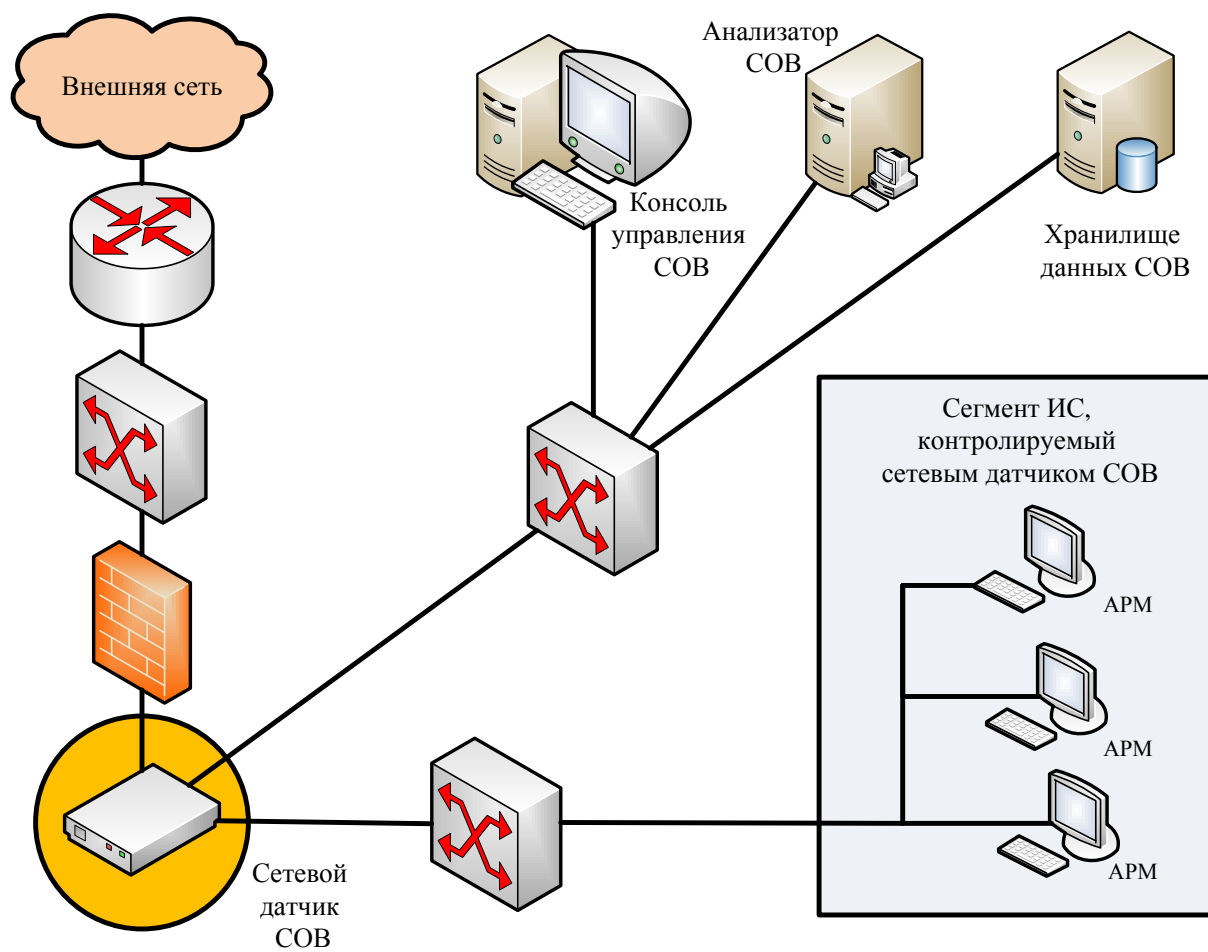 Внешняя сеть
Анализатор
СОВ
Консоль
управления
СОВ
Хранилище
данных СОВ
Сегмент ИС,
контролируемый
сетевым датчиком СОВ
АРМ
АРМ
АРМ
Сетевой
датчик
СОВ